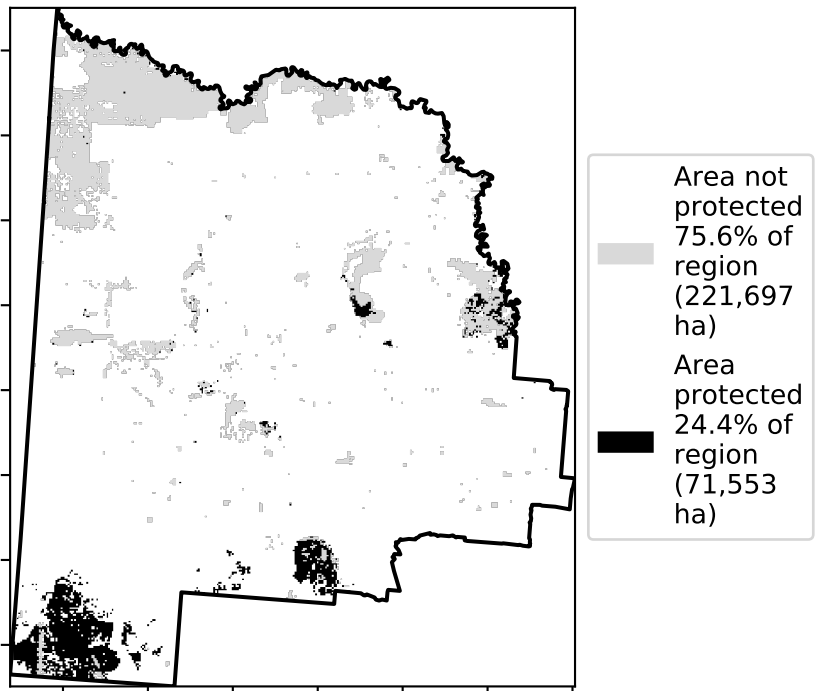 Area not
protected
75.6% of
region
(221,697
ha)
Area
protected
24.4% of
region
(71,553
ha)